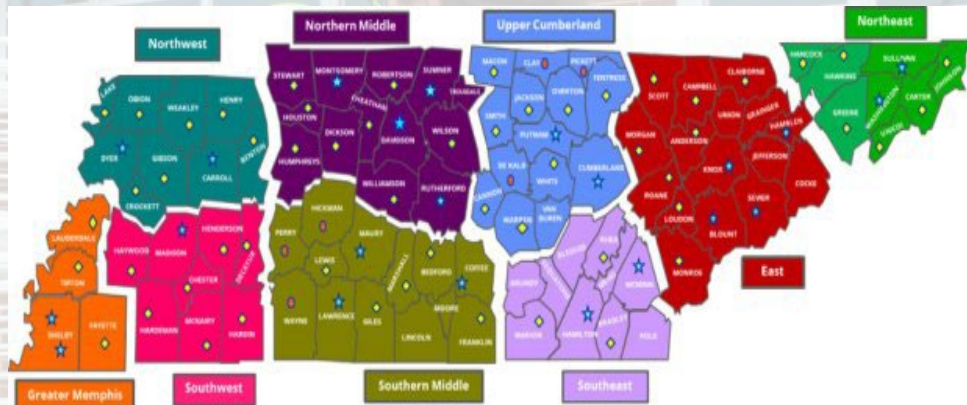 Northwest
Northern Middle
Upper Cumberland
Northeast
East
Greater Memphis
Southwest
Southern Middle
Southeast
LAKE
OBION
WEAKLEY
HENRY
DYER
GIBSON
CARROLL
BENTON
CROCKETT
STEWART
MONTGOMERY
ROBERTSON
SUMNER
TROUSDALE
HOUSTON
CHEATHAM
DICKSON
DAVIDSON
WILSON
HUMPHREYS
WILLIAMSON
RUTHERFORD
MACON
CLAY
PICKETT
FENTRESS
JACKSON
OVERTON
SMITH
PUTNAM
DE KALB
WHITE
CUMBERLAND
CANNON
WARREN
VAN BUREN
SCOTT
CAMPBELL
CLAIBORNE
UNION
GRAINGER
HAMBLEN
MORGAN
ANDERSON
KNOX
JEFFERSON
COCKE
ROANE
LOUDON
BLOUNT
SEVIER
MONROE
HANCOCK
HAWKINS
SULLIVAN
JOHNSON
GREENE
WASHINGTON
CARTER
UNICOI
LAUDERDALE
TIPTON
SHELBY
FAYETTE
HAYWOOD
MADISON
HENDERSON
DECATUR
CHESTER
HARDEMAN
MCNAIRY
HARDIN
HICKMAN
PERRY
MAURY
LEWIS
MARSHALL
BEDFORD
COFFEE
WAYNE
LAWRENCE
GILES
MOORE
LINCOLN
FRANKLIN
BLEDSOE
RHEA
GRUNDY
MCMINN
MARION
HAMILTON
BRADLEY
POLK